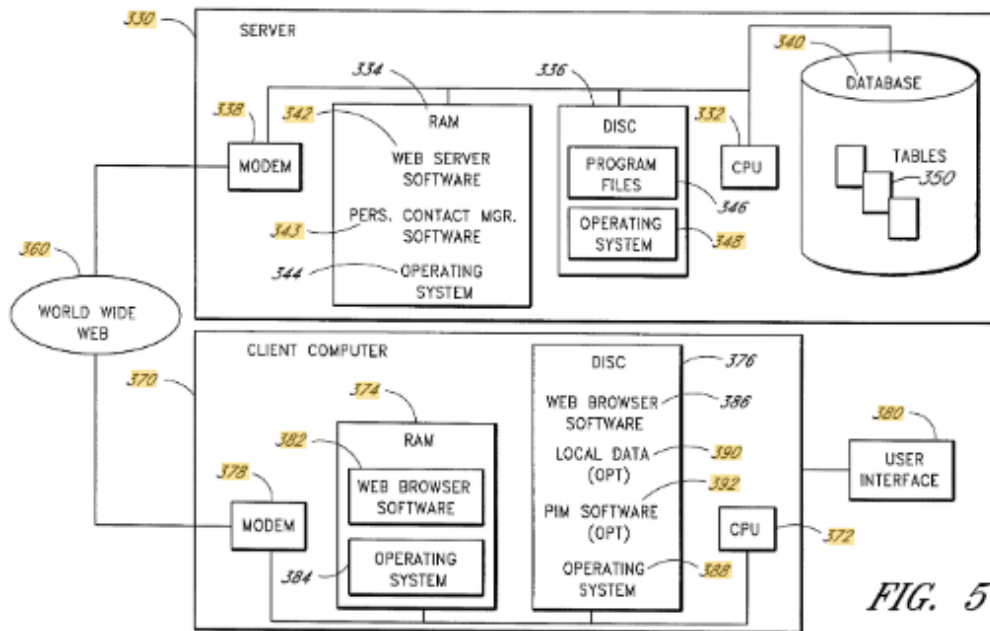 330
SERVER
334
336
340
DATABASE
338
342
RAM
DISC
332
MODEM
WEB SERVER
SOFTWARE
PROGRAM
FILES
CPU
TABLES
350
346
343
PERS. CONTACT MGR.
SOFTWARE
OPERATING
SYSTEM
348
344
OPERATING
SYSTEM
360
WORLD WIDE
WEB
370
CLIENT COMPUTER
374
DISC
376
382
RAM
WEB BROWSER
SOFTWARE
386
380
378
WEB BROWSER
SOFTWARE
LOCAL DATA
(OPT)
390
USER
INTERFACE
MODEM
392
PIM SOFTWARE
(OPT)
CPU
372
384
OPERATING
SYSTEM
OPERATING
SYSTEM
388
FIG. 5